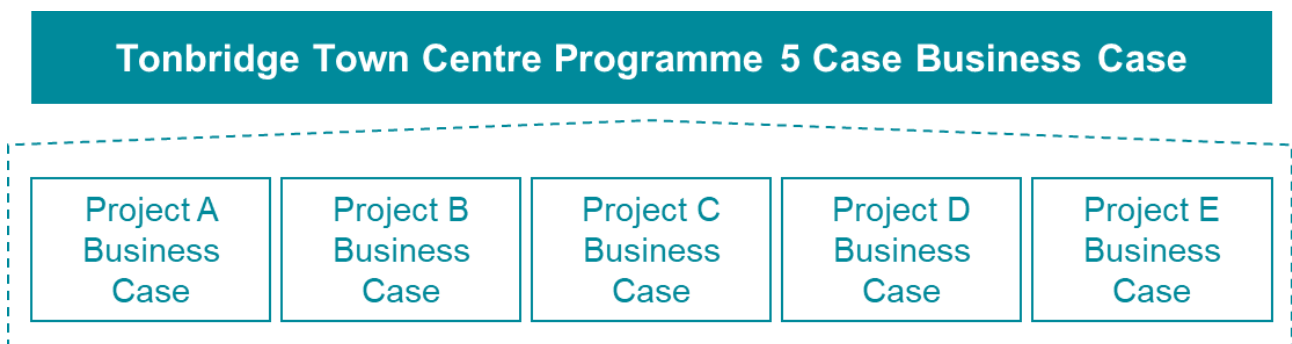 Tonbridge Town Centre Programme 5 Case Business Case
Project A
Business
Case
Project B
Business
Case
Project C
Business
Case
Project D
Business
Case
Project E
Business
Case